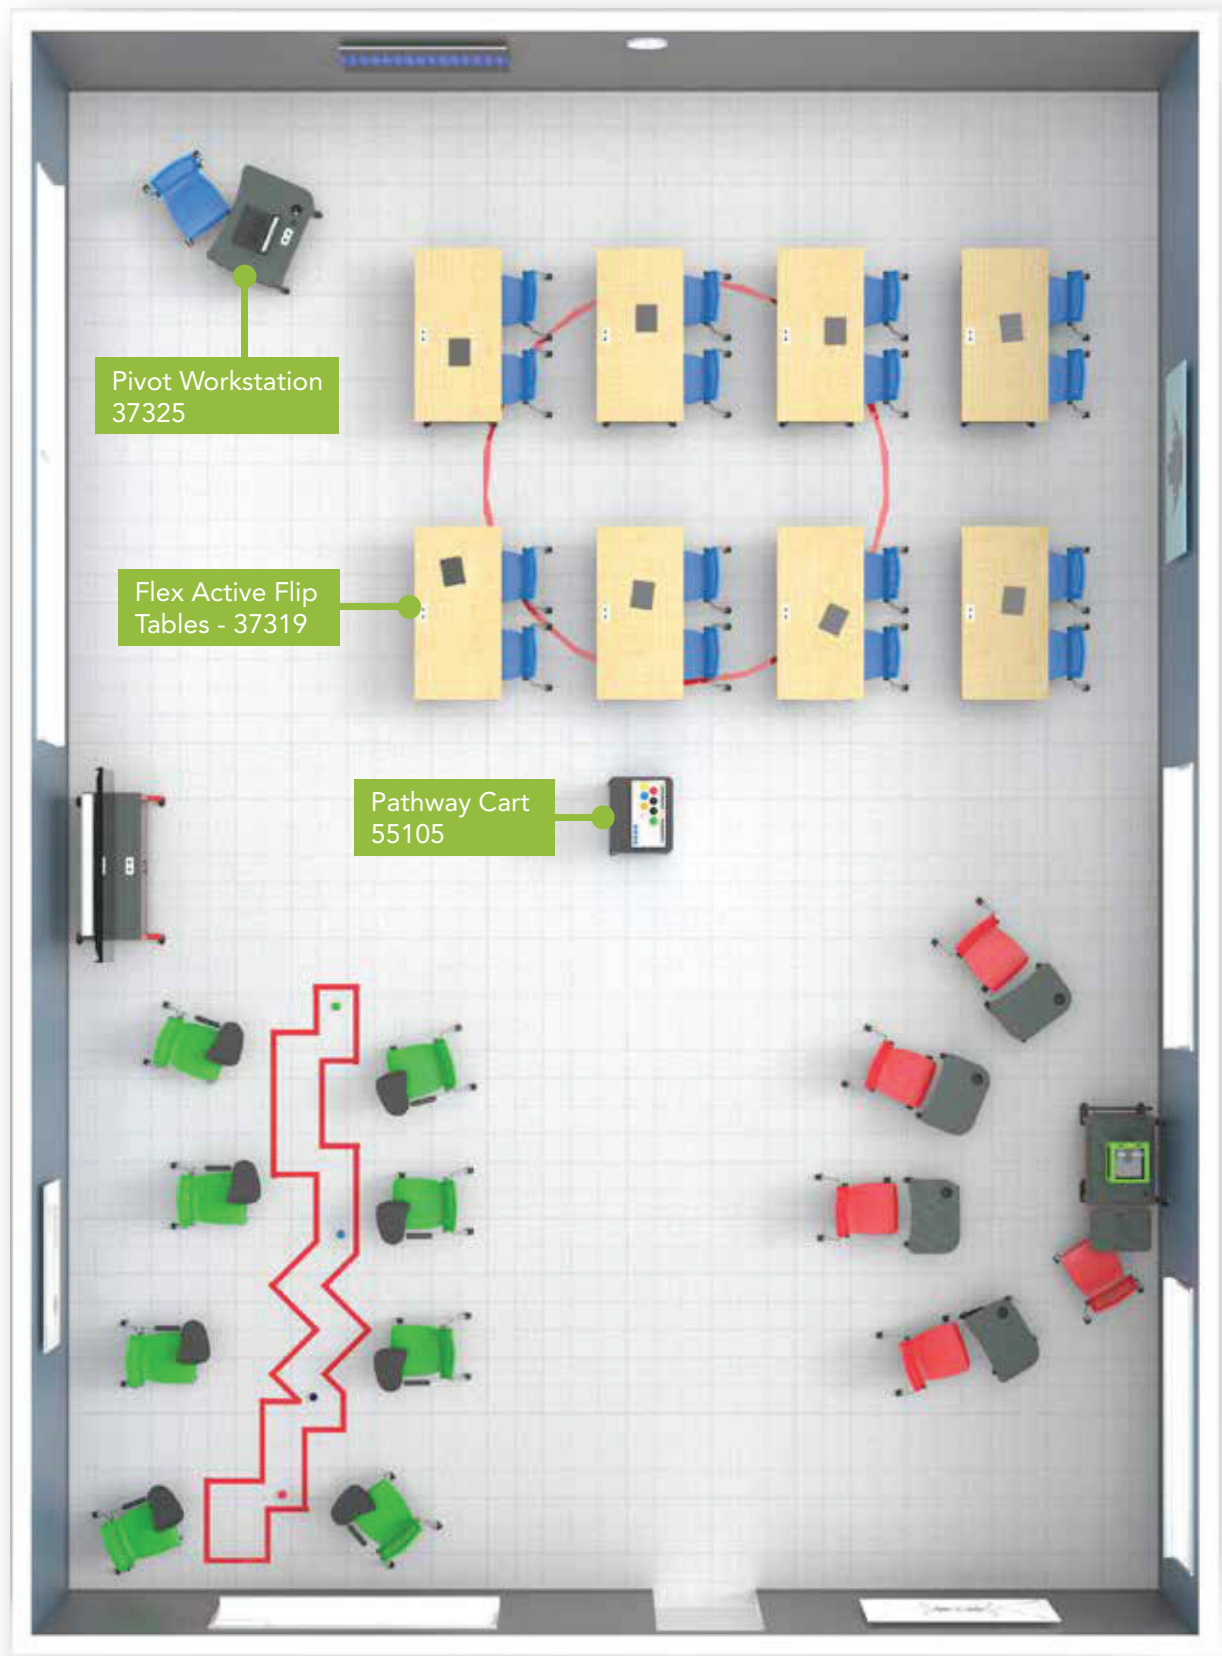 Pivot Workstation
37325
Flex Active Flip
Tables - 37319
Pathway Cart
55105